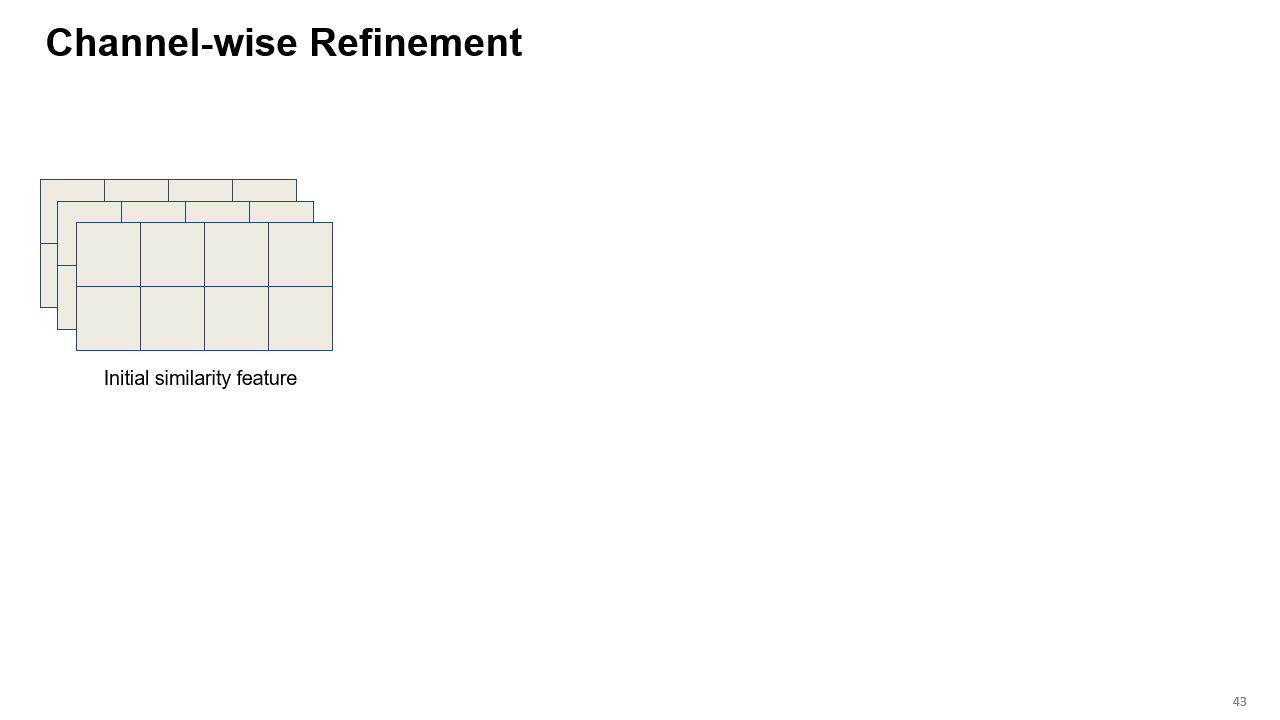 Channel-wise Refinement
Initial similarity feature
43